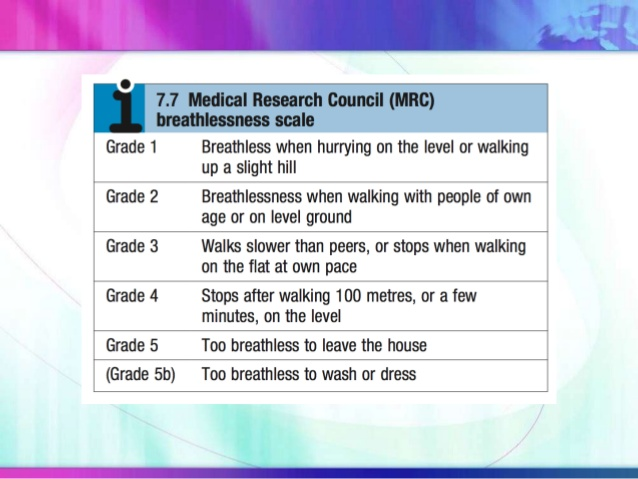 7.7 Medical Research Council (MRC)
breathlessness scale
Grade 1 Breathless when hurrying on the level or walking
up a slight hill
Grade 2 Breathlessness when walking with people of own
age or on level ground
Grade 3 Walks slower than peers, or stops when walking
on the flat at own pace
Grade 4 Stops after walking 100 metres, or a few
minutes, on the level
Grade 5 Too breathless to leave the house
(Grade 5b) Too breathless to wash or dress